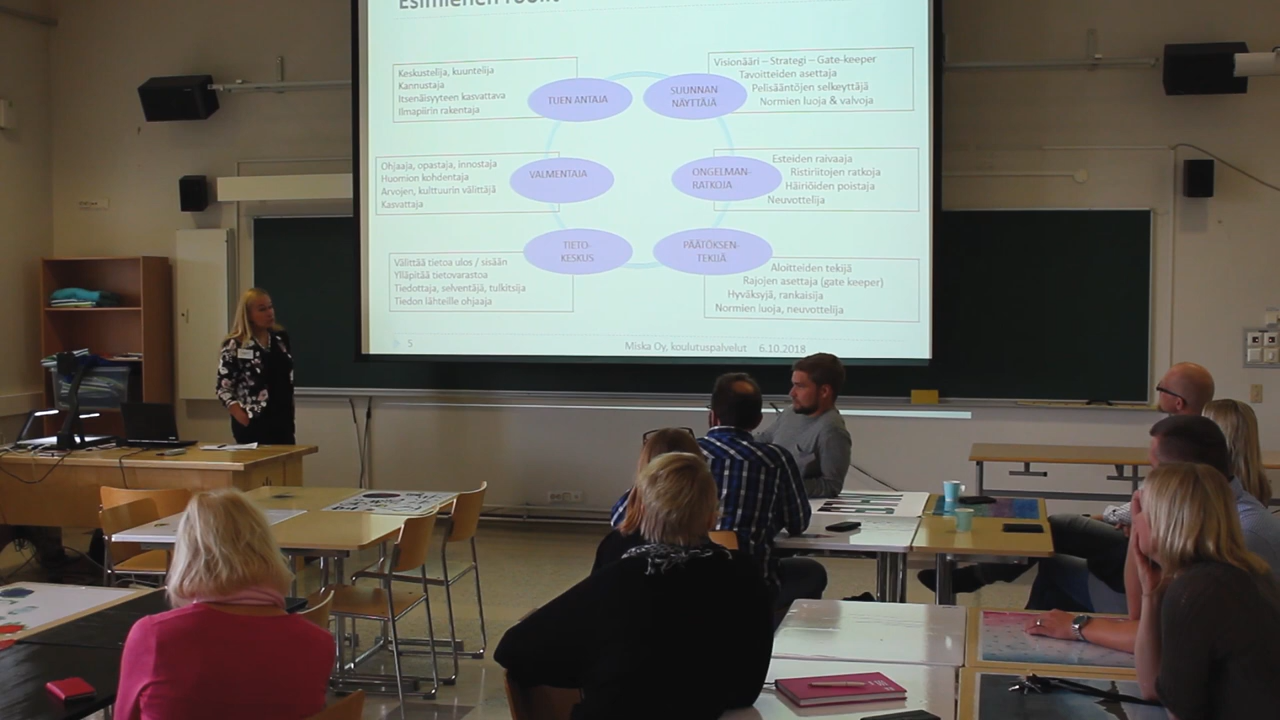 Esimiehen roolit
Keskustelija, kuuntelija
Kannustaja
Itsenäisyyteen kasvattava
Ilmapiirin rakentaja
TUEN ANTAJA
SUUNNAN
NÄYTTÄJÄ
Visionääri – Strategi – Gate-keeper
Tavoitteiden asettaja
Pelisääntöjen selkeyttäjä
Normien luoja & valvoja
Ohjaaja, opastaja, innostaja
Huomion kohdentaja
Arvojen, kulttuurin välittäjä
Kasvattaja
VALMENTAJA
ONGELMAN-
RATKOJA
Esteiden raivaaja
Ristiriitojen ratkoja
Häiriöiden poistaja
Neuvottelija
Välittää tietoa ulos / sisään
Ylläpitää tietovarastoa
Tiedottaja, selventäjä, tulkitsija
Tiedon lähteille ohjaaja
TIETO-
KESKUS
PÄÄTÖKSEN-
TEKIJÄ
Aloitteiden tekijä
Rajojen asettaja (gate keeper)
Hyväksyjä, rankaisija
Normien luoja, neuvottelija
5
Miska Oy, koulutuspalvelut 6.10.2018